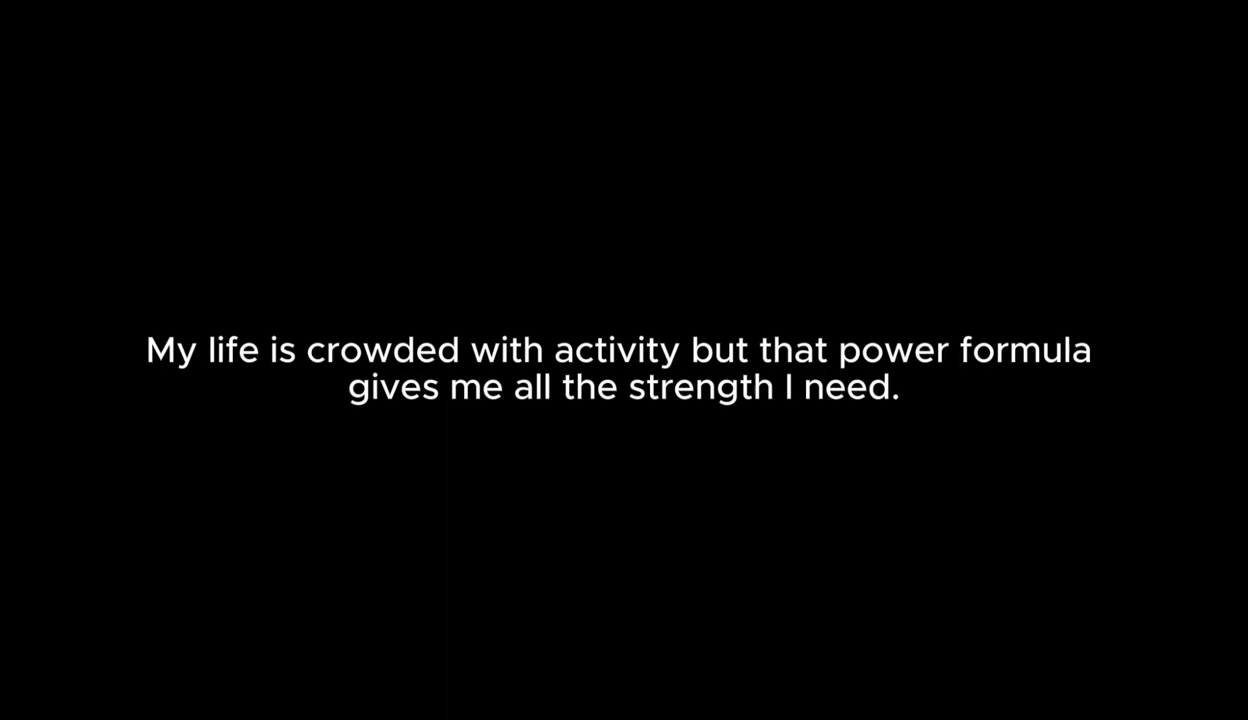 My life is crowded with activity but that power formula
gives me all the strength I need.